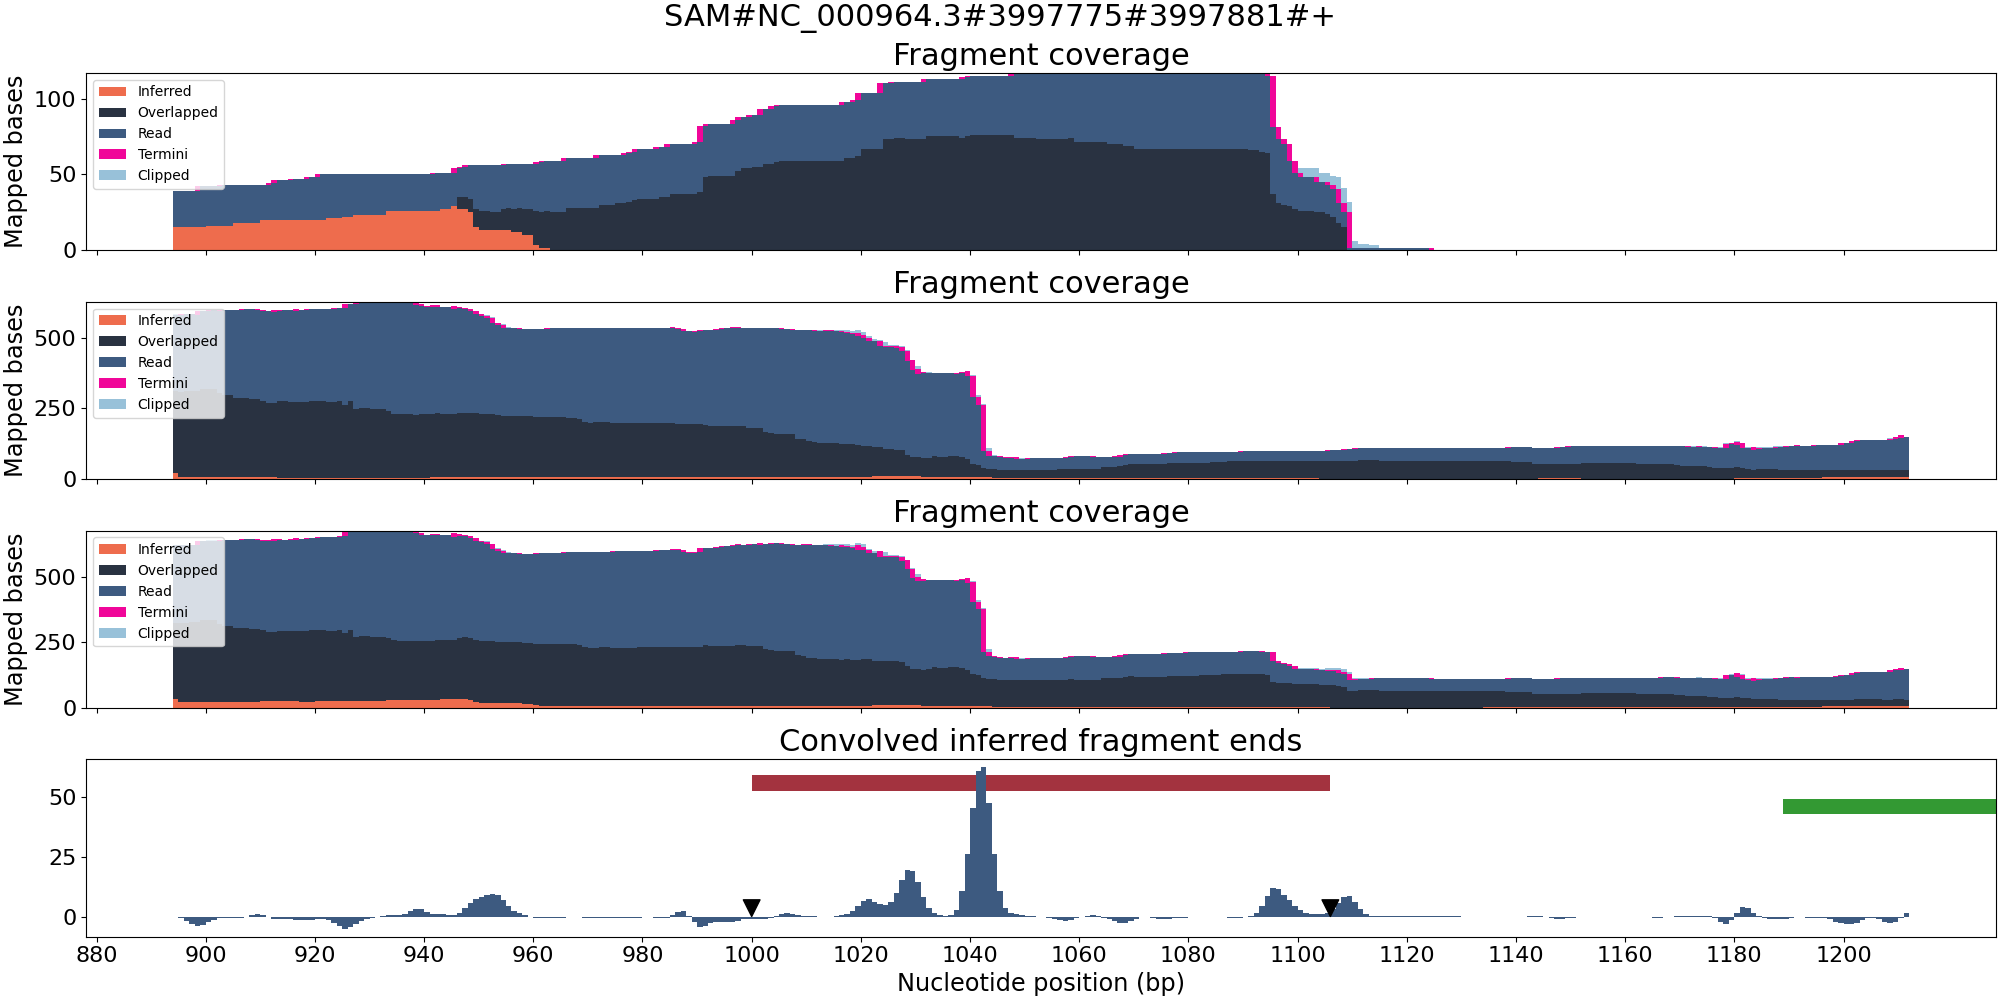 SAM#NC_000964.3#3997775#3997881#+
Fragment coverage
Mapped bases
100
50
0
Inferred
Overlapped
Read
Termini
Clipped
Fragment coverage
Mapped bases
500
250
0
Inferred
Overlapped
Read
Termini
Clipped
Fragment coverage
Mapped bases
500
250
0
Inferred
Overlapped
Read
Termini
Clipped
Convolved inferred fragment ends
50
25
0
880 900 920 940 960 980 1000 1020 1040 1060 1080 1100 1120 1140 1160 1180 1200
Nucleotide position (bp)